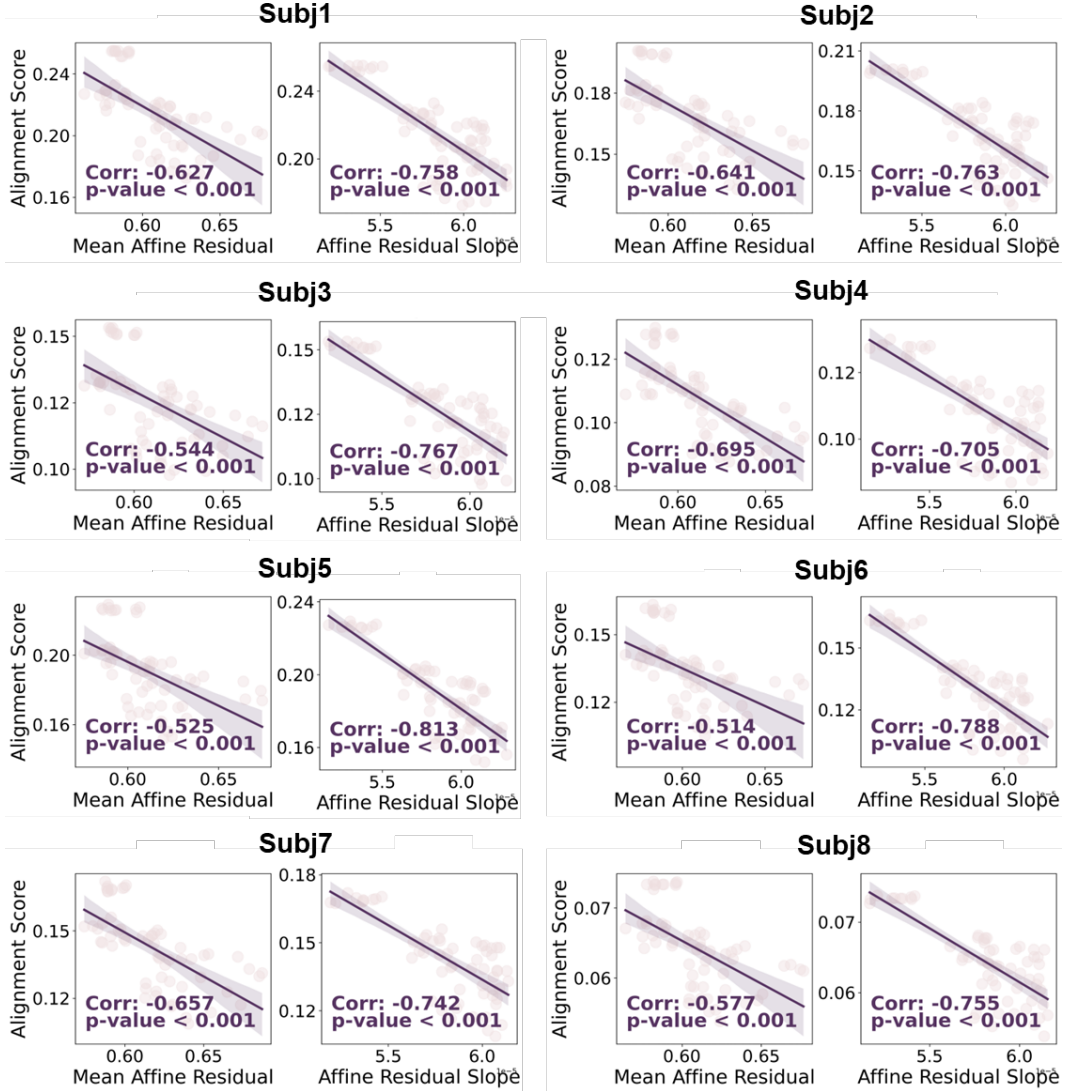 Subj1
Alignment Score
0.24
0.20
0.16
Corr: -0.627
p-value < 0.001
0.60 0.65
Mean Affine Residual
0.24
0.20
Corr: -0.758
p-value < 0.001
5.5 6.0
1e-5
Affine Residual Slope
Subj2
Alignment Score
0.18
0.15
Corr: -0.641
p-value < 0.001
0.60 0.65
Mean Affine Residual
0.21
0.18
0.15
Corr: -0.763
p-value < 0.001
5.5 6.0
1e-5
Affine Residual Slope
Subj3
Alignment Score
0.15
0.12
0.10
Corr: -0.544
p-value < 0.001
0.60 0.65
Mean Affine Residual
0.15
0.12
0.10
Corr: -0.767
p-value < 0.001
5.5 6.0
1e-5
Affine Residual Slope
Subj4
Alignment Score
0.12
0.10
0.08
Corr: -0.695
p-value < 0.001
0.60 0.65
Mean Affine Residual
0.12
0.10
Corr: -0.705
p-value < 0.001
5.5 6.0
1e-5
Affine Residual Slope
Subj5
Alignment Score
0.20
0.16
Corr: -0.525
p-value < 0.001
0.60 0.65
Mean Affine Residual
0.24
0.20
0.16
Corr: -0.813
p-value < 0.001
5.5 6.0
1e-5
Affine Residual Slope
Subj6
Alignment Score
0.15
0.12
Corr: -0.514
p-value < 0.001
0.60 0.65
Mean Affine Residual
0.15
0.12
Corr: -0.788
p-value < 0.001
5.5 6.0
1e-5
Affine Residual Slope
Subj7
Alignment Score
0.15
0.12
Corr: -0.657
p-value < 0.001
0.60 0.65
Mean Affine Residual
0.18
0.15
0.12
Corr: -0.742
p-value < 0.001
5.5 6.0
1e-5
Affine Residual Slope
Subj8
Alignment Score
0.07
0.06
Corr: -0.577
p-value < 0.001
0.60 0.65
Mean Affine Residual
0.07
0.06
Corr: -0.755
p-value < 0.001
5.5 6.0
1e-5
Affine Residual Slope